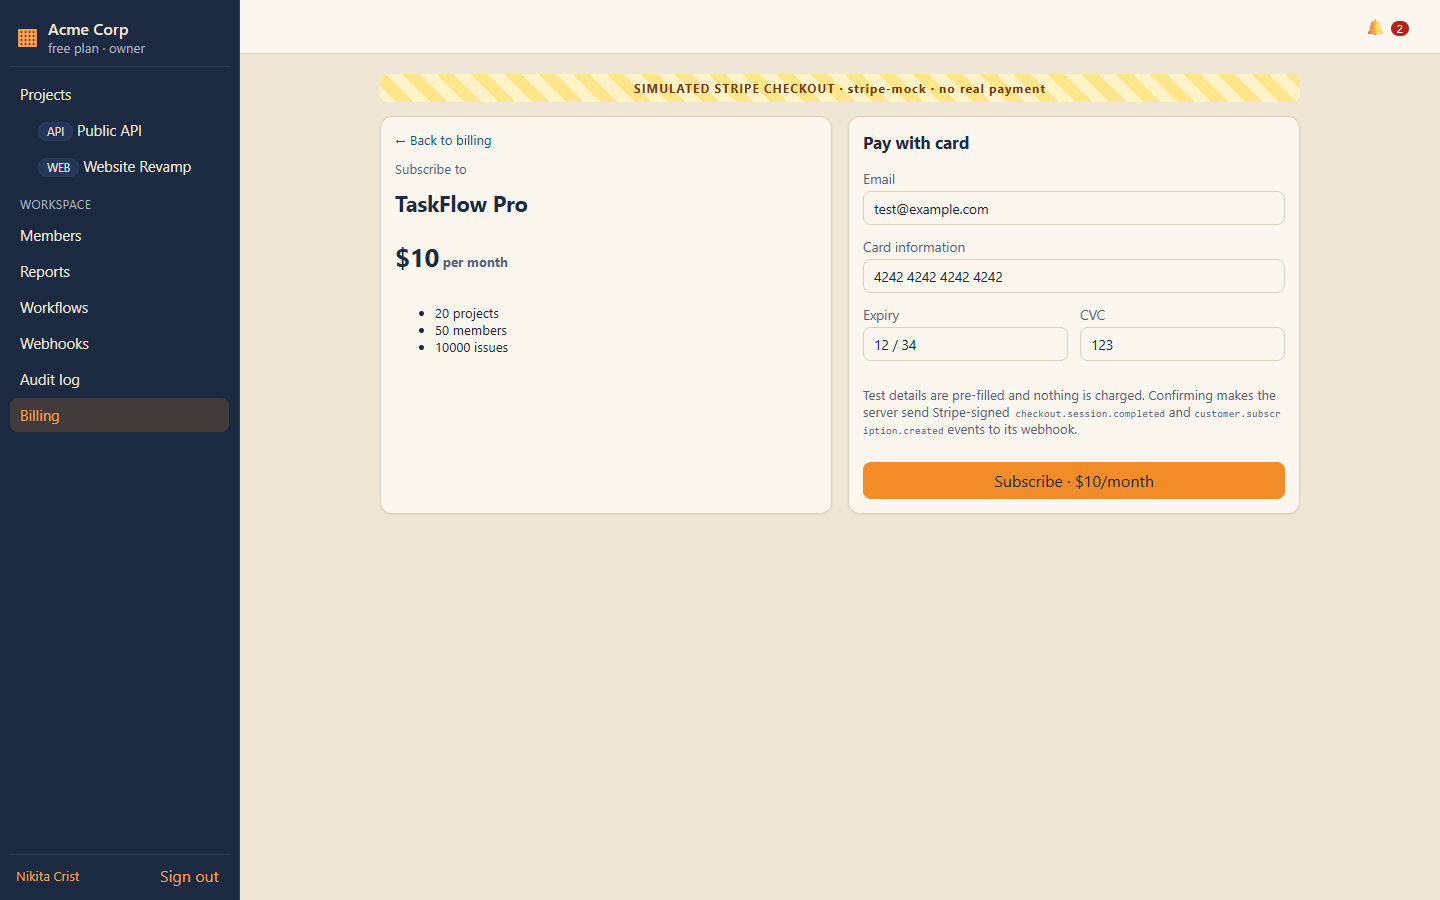 Acme Corp
free plan · owner
Projects
API Public API
WEB Website Revamp
WORKSPACE
Members
Reports
Workflows
Webhooks
Audit log
Billing
Nikita Crist
Sign out
2
SIMULATED STRIPE CHECKOUT · stripe-mock · no real payment
← Back to billing
Subscribe to
TaskFlow Pro
$10 per month
• 20 projects
• 50 members
• 10000 issues
Pay with card
Email
test@example.com
Card information
4242 4242 4242 4242
Expiry
CVC
12 / 34
123
Test details are pre-filled and nothing is charged. Confirming makes the
server send Stripe-signed checkout.session.completed and customer.subscr
iption.created events to its webhook.
Subscribe · $10/month